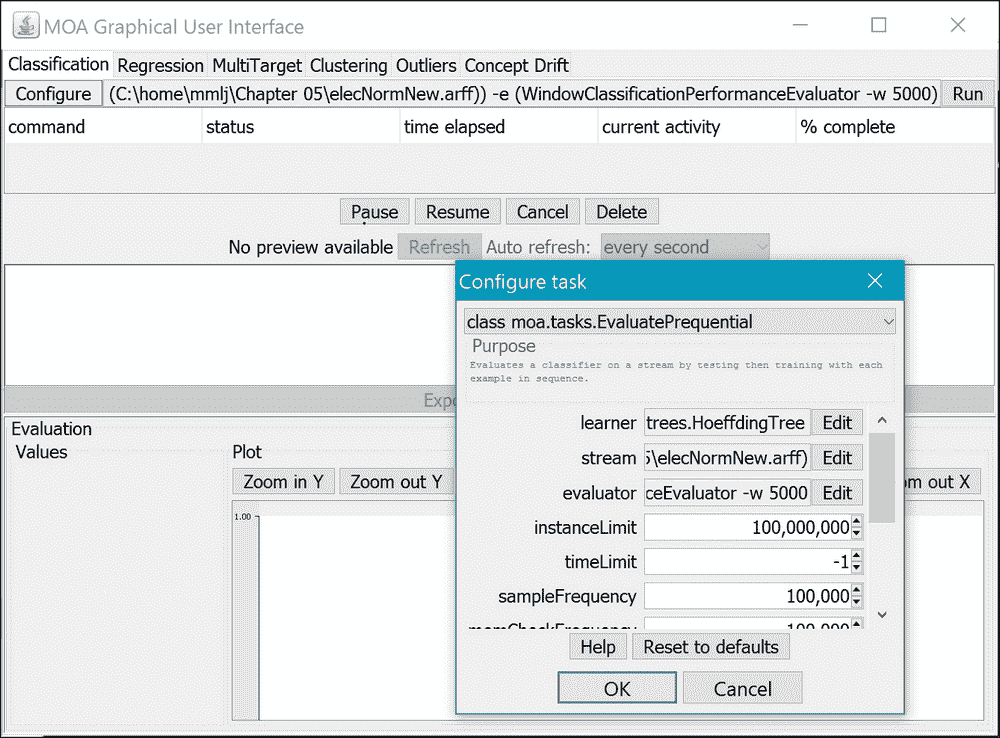 MOA Graphical User Interface
Classification Regression MultiTarget Clustering Outliers Concept Drift
Configure (C:\home\mmlj\Chapter 05\elecNormNew.arff)) -e (WindowClassificationPerformanceEvaluator -w 5000) Run
command status time elapsed current activity % complete
Pause Resume Cancel Delete
No preview available Refresh Auto refresh: every second
Configure task
class moa.tasks.EvaluatePrequential
Purpose
Evaluates a classifier on a stream by testing then training with each
example in sequence.
learner trees.HoeffdingTree Edit
stream 5\elecNormNew.arff) Edit
evaluator ceEvaluator -w 5000 Edit
instanceLimit 100,000,000
timeLimit -1
sampleFrequency 100,000
memCheckFrequency 100,000
Help Reset to defaults
OK Cancel
Expo
Evaluation
Values
Plot
Zoom in Y Zoom out Y om out X
1.00